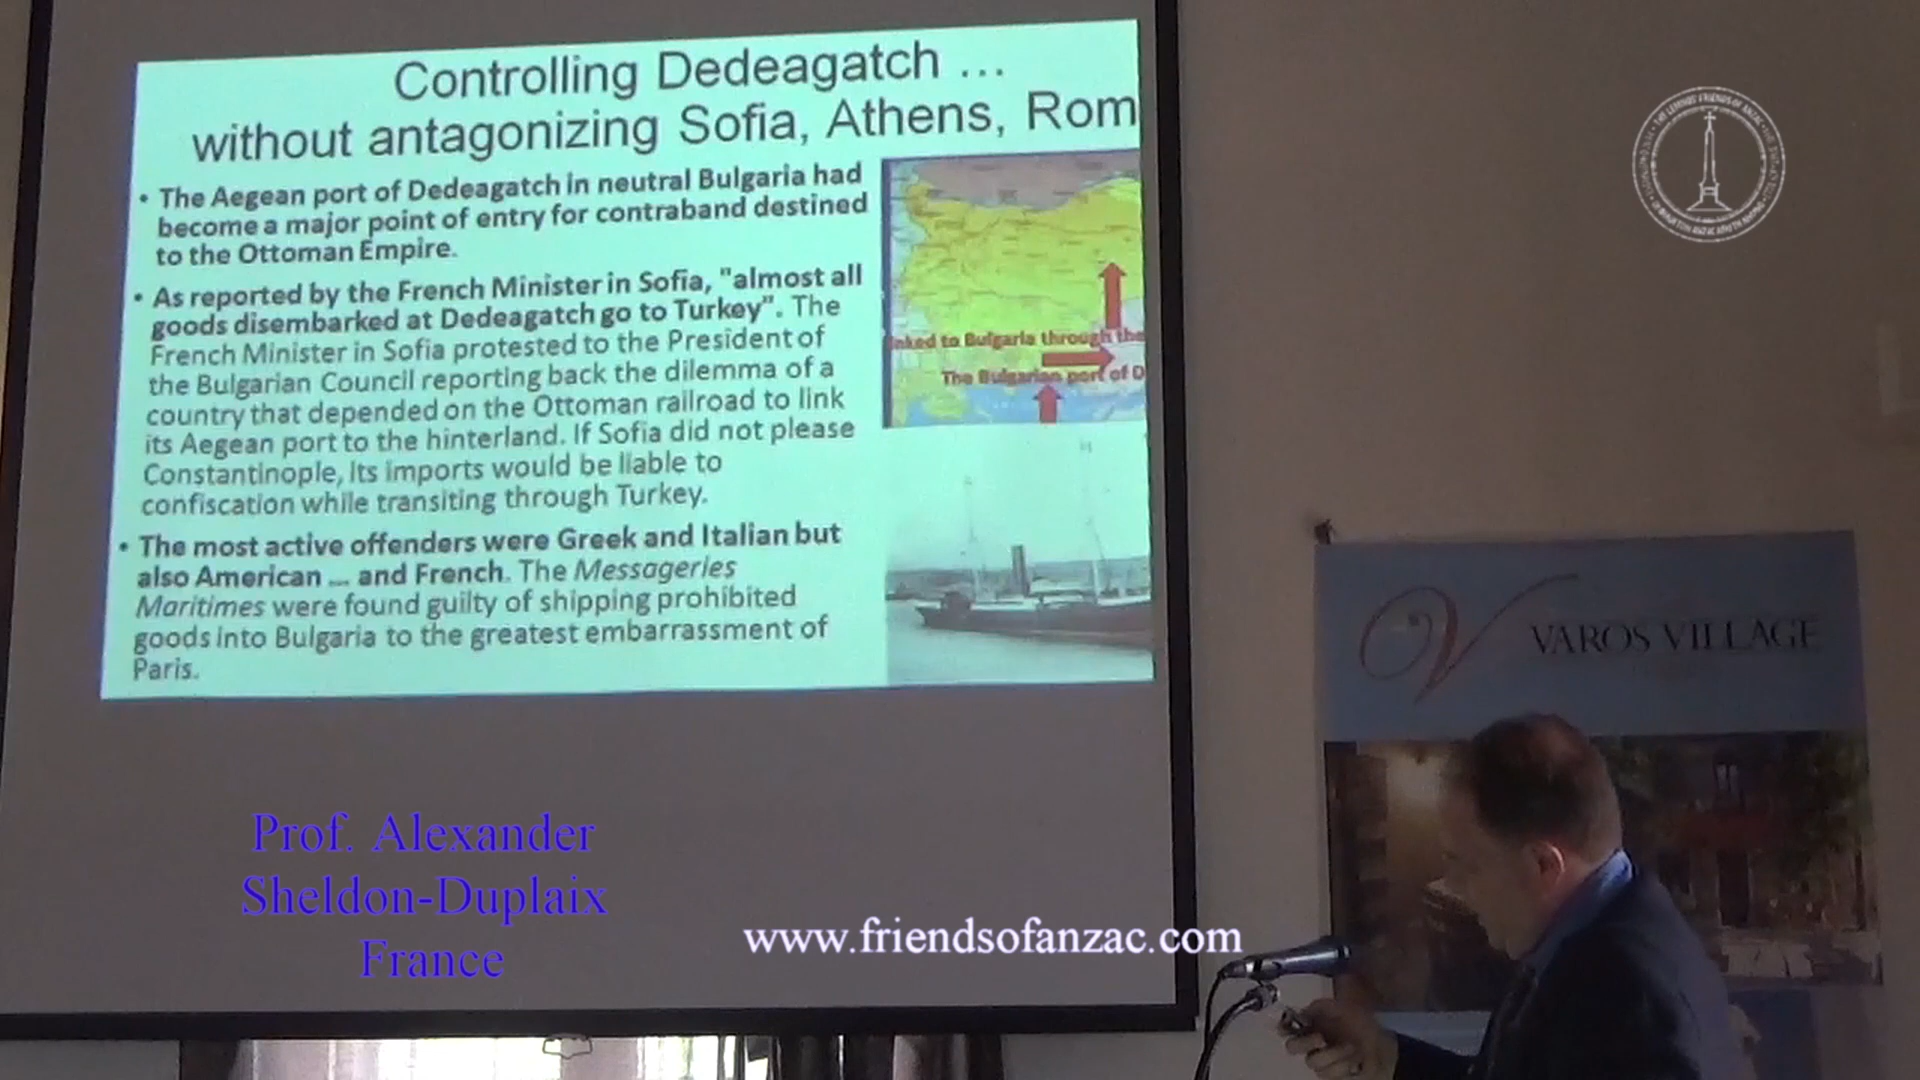 Controlling Dedeagatch ...
without antagonizing Sofia, Athens, Rom
• The Aegean port of Dedeagatch in neutral Bulgaria had
become a major point of entry for contraband destined
to the Ottoman Empire.
• As reported by the French Minister in Sofia, "almost all
goods disembarked at Dedeagatch go to Turkey". The
French Minister in Sofia protested to the President of
the Bulgarian Council reporting back the dilemma of a
country that depended on the Ottoman railroad to link
its Aegean port to the hinterland. If Sofia did not please
Constantinople, its imports would be liable to
confiscation while transiting through Turkey.
• The most active offenders were Greek and Italian but
also American ... and French. The Messageries
Maritimes were found guilty of shipping prohibited
goods into Bulgaria to the greatest embarrassment of
Paris.
nked to Bulgaria through the
The Bulgarian port of D
VAROS VILLAGE
Prof. Alexander
Sheldon-Duplaix
France
www.friendsofanzac.com